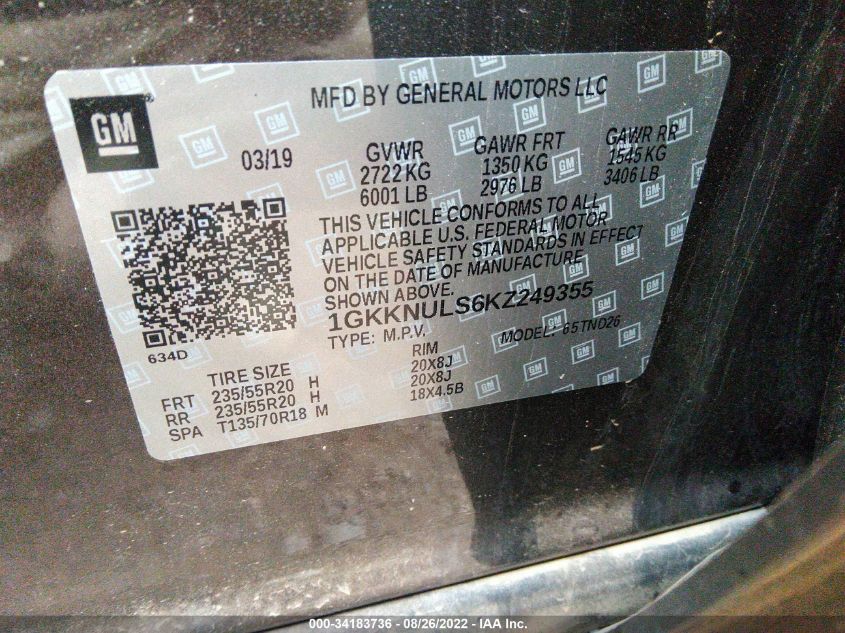 MFD BY GENERAL MOTORS LLC
GM
03/19
GVWR GAWR FRT GAWR RR
2722 KG 1350 KG 1545 KG
6001 LB 2976 LB 3406 LB
THIS VEHICLE CONFORMS TO ALL
APPLICABLE U.S. FEDERAL MOTOR
VEHICLE SAFETY STANDARDS IN EFFECT
ON THE DATE OF MANUFACTURE
SHOWN ABOVE.
1GKKNULS6KZ249355
TYPE: M.P.V. MODEL: 65TND26
634D
TIRE SIZE RIM
FRT 235/55R20 H 20X8J
RR 235/55R20 H 20X8J
SPA T135/70R18 M 18X4.5B
000-34183736 - 08/26/2022 - IAA Inc.